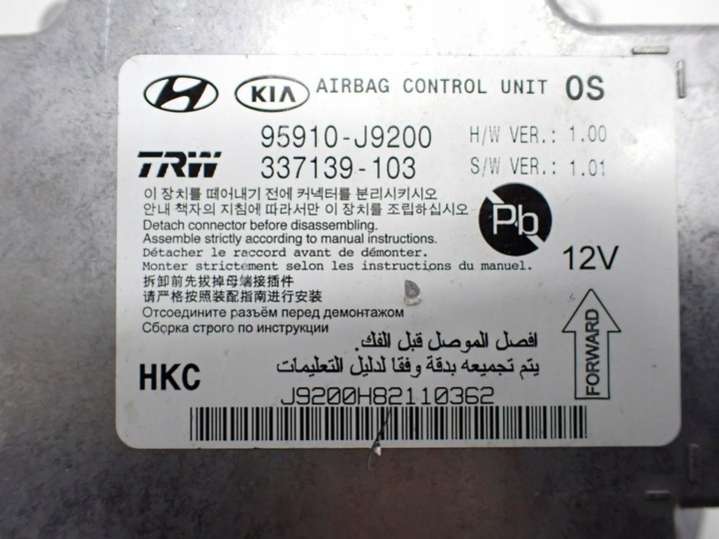 KIA AIRBAG CONTROL UNIT OS
95910-J9200 H/W VER.: 1.00
TRW 337139-103 S/W VER.: 1.01
이 장치를 떼어내기 전에 커넥터를 분리시키시오
안내 책자의 지침에 따라서만 이 장치를 조립하십시오
Pb
Detach connector before disassembling.
Assemble strictly according to manual instructions.
Détacher le raccord avant de démonter.
Monter strictement selon les instructions du manuel.
12V
拆卸前先拔掉母端接插件
请严格按照装配指南进行安装
Отсоедините разъём перед демонтажом
Сборка строго по инструкции
افصل الموصل قبل الفك.
يتم تجميعه بدقة وفقا لدليل التعليمات
FORWARD
HKC
J9200H82110362